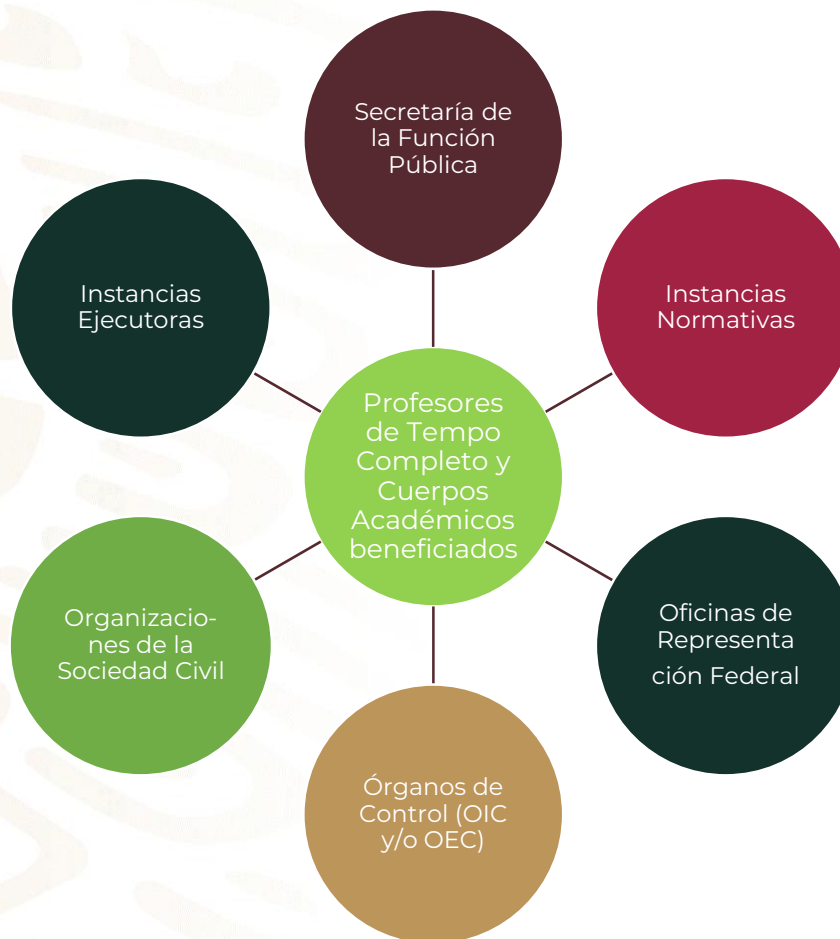 Secretaría de
la Función
Pública
Instancias
Ejecutoras
Instancias
Normativas
Profesores
de Tempo
Completo y
Cuerpos
Académicos
beneficiados
Organizacio-
nes de la
Sociedad Civil
Oficinas de
Representa
ción Federal
Órganos de
Control (OIC
y/o OEC)